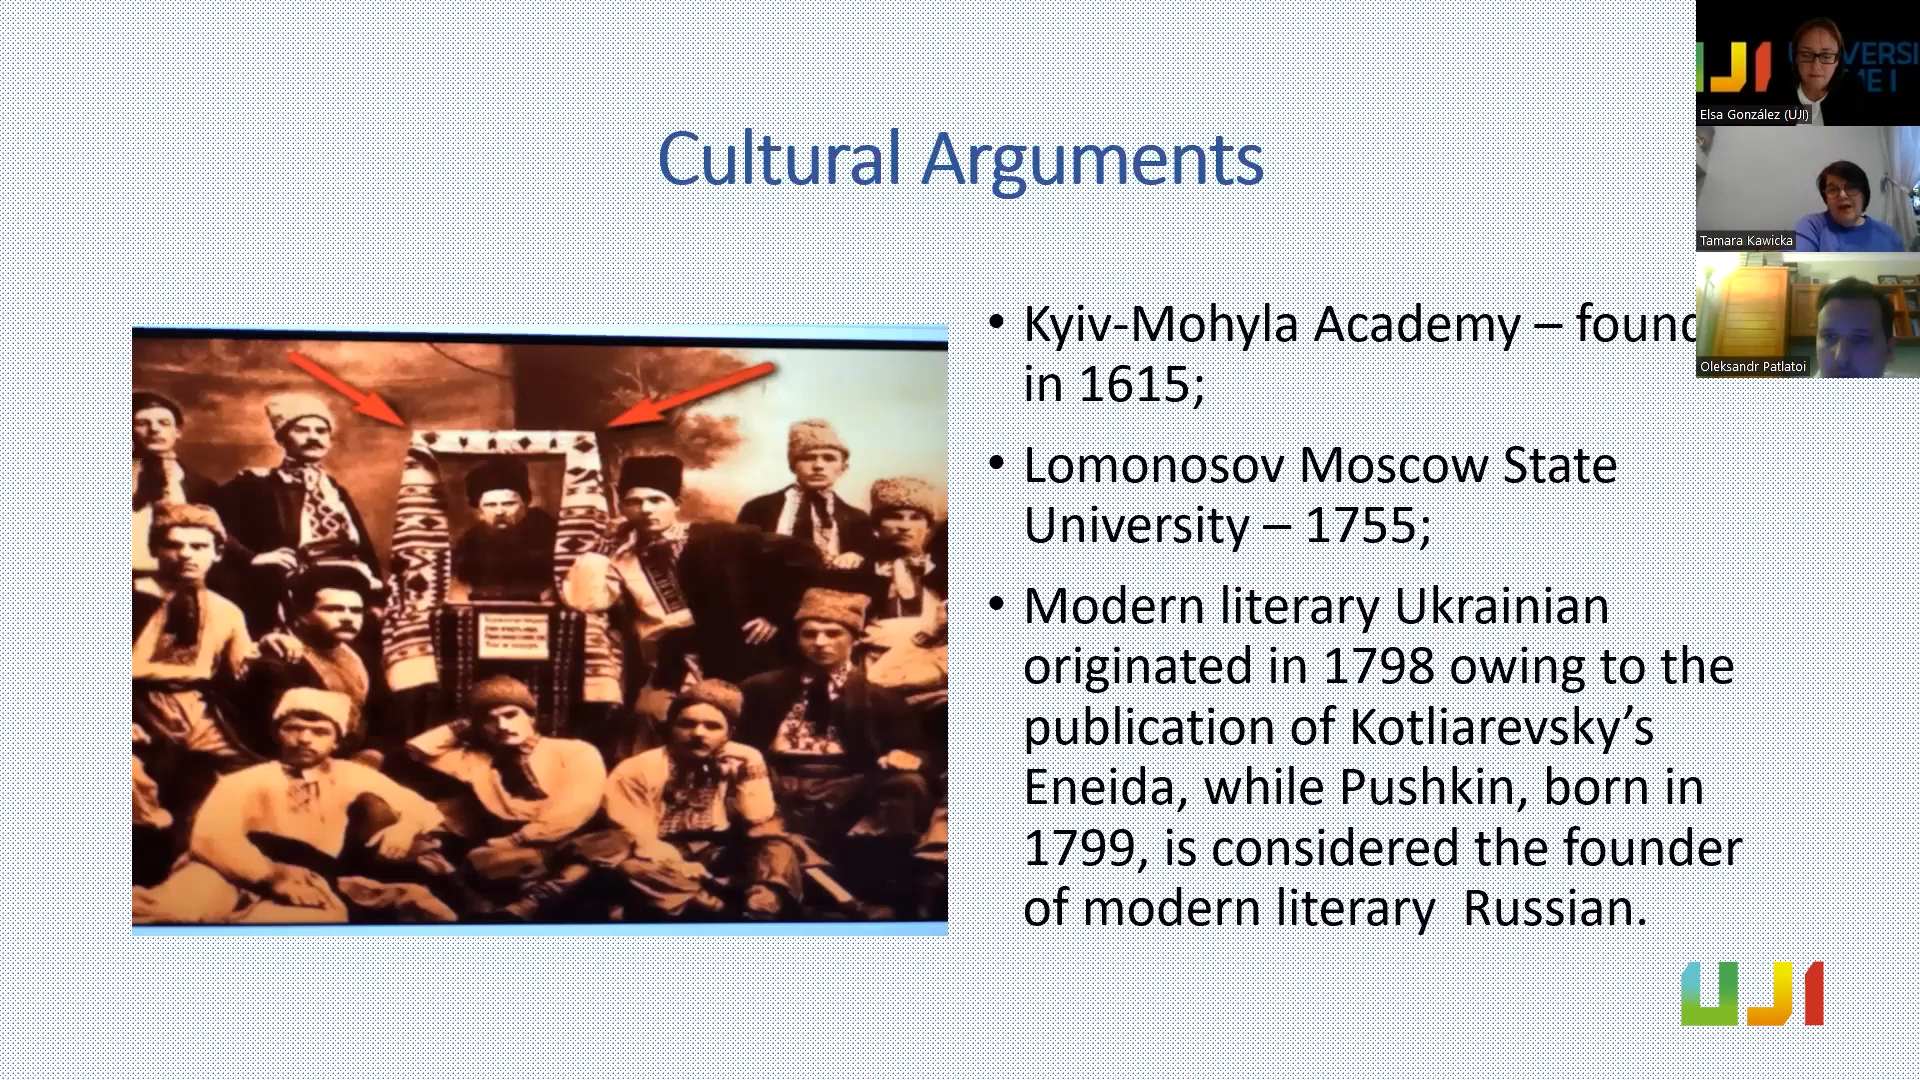 Cultural Arguments
• Kyiv-Mohyla Academy – found
in 1615;
• Lomonosov Moscow State
University – 1755;
• Modern literary Ukrainian
originated in 1798 owing to the
publication of Kotliarevsky’s
Eneida, while Pushkin, born in
1799, is considered the founder
of modern literary Russian.
UJI
UJI
Elsa González (UJI)
Tamara Kawicka
Oleksandr Patlatoi